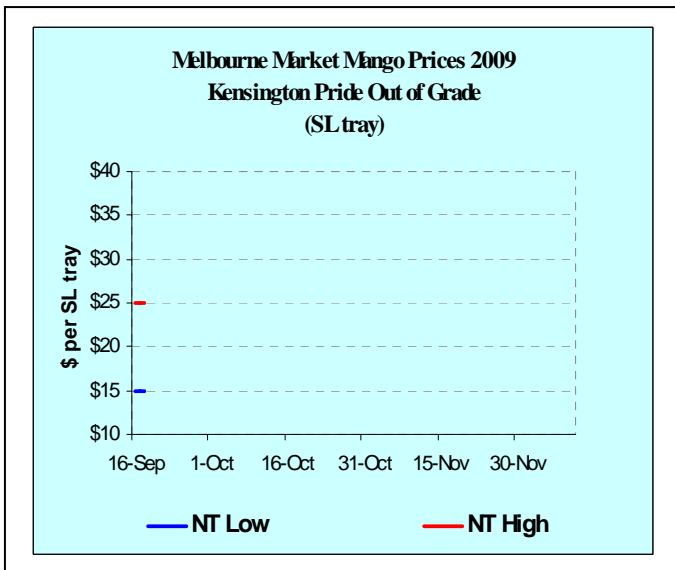 Melbourne Market Mango Prices 2009
Kensington Pride Out of Grade
(SL tray)
$ per SL tray
$40
$35
$30
$25
$20
$15
$10
16-Sep 1-Oct 16-Oct 31-Oct 15-Nov 30-Nov
NT Low NT High